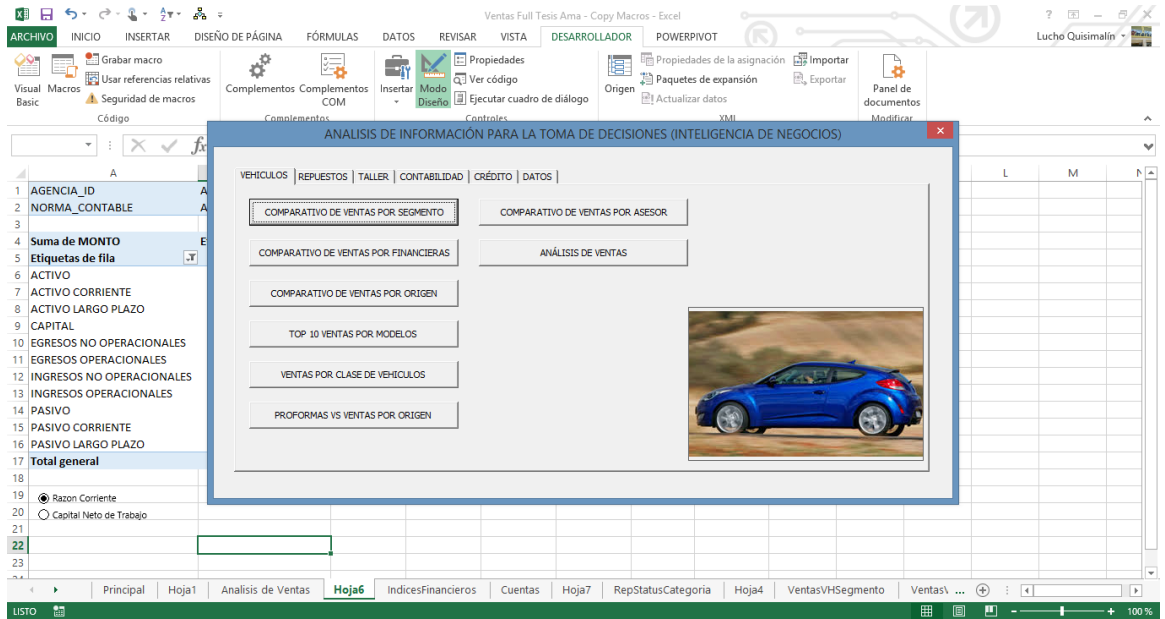 Ventas Full Tesis Ama - Copy Macros - Excel
ARCHIVO INICIO INSERTAR DISEÑO DE PÁGINA FÓRMULAS DATOS REVISAR VISTA DESARROLLADOR POWERPIVOT Lucho Quisimalín
Visual Basic
Macros
Grabar macro
Usar referencias relativas
Seguridad de macros
Código
Complementos
Complementos COM
Complementos
Insertar
Modo Diseño
Propiedades
Ver código
Ejecutar cuadro de diálogo
Controles
Origen
Propiedades de la asignación
Paquetes de expansión
Actualizar datos
Importar
Exportar
XML
Panel de documentos
Modificar
fx
A L M N
1 AGENCIA_ID A
2 NORMA_CONTABLE A
3
4 Suma de MONTO E
5 Etiquetas de fila
6 ACTIVO
7 ACTIVO CORRIENTE
8 ACTIVO LARGO PLAZO
9 CAPITAL
10 EGRESOS NO OPERACIONALES
11 EGRESOS OPERACIONALES
12 INGRESOS NO OPERACIONALES
13 INGRESOS OPERACIONALES
14 PASIVO
15 PASIVO CORRIENTE
16 PASIVO LARGO PLAZO
17 Total general
18
19 Razon Corriente
20 Capital Neto de Trabajo
21
22
23
ANALISIS DE INFORMACIÓN PARA LA TOMA DE DECISIONES (INTELIGENCIA DE NEGOCIOS)
VEHICULOS REPUESTOS TALLER CONTABILIDAD CRÉDITO DATOS
COMPARATIVO DE VENTAS POR SEGMENTO
COMPARATIVO DE VENTAS POR ASESOR
COMPARATIVO DE VENTAS POR FINANCIERAS
ANÁLISIS DE VENTAS
COMPARATIVO DE VENTAS POR ORIGEN
TOP 10 VENTAS POR MODELOS
VENTAS POR CLASE DE VEHICULOS
PROFORMAS VS VENTAS POR ORIGEN
Principal Hoja1 Analisis de Ventas Hoja6 IndicesFinancieros Cuentas Hoja7 RepStatusCategoria Hoja4 VentasVHSegmento Ventas\ ...
LISTO 100 %